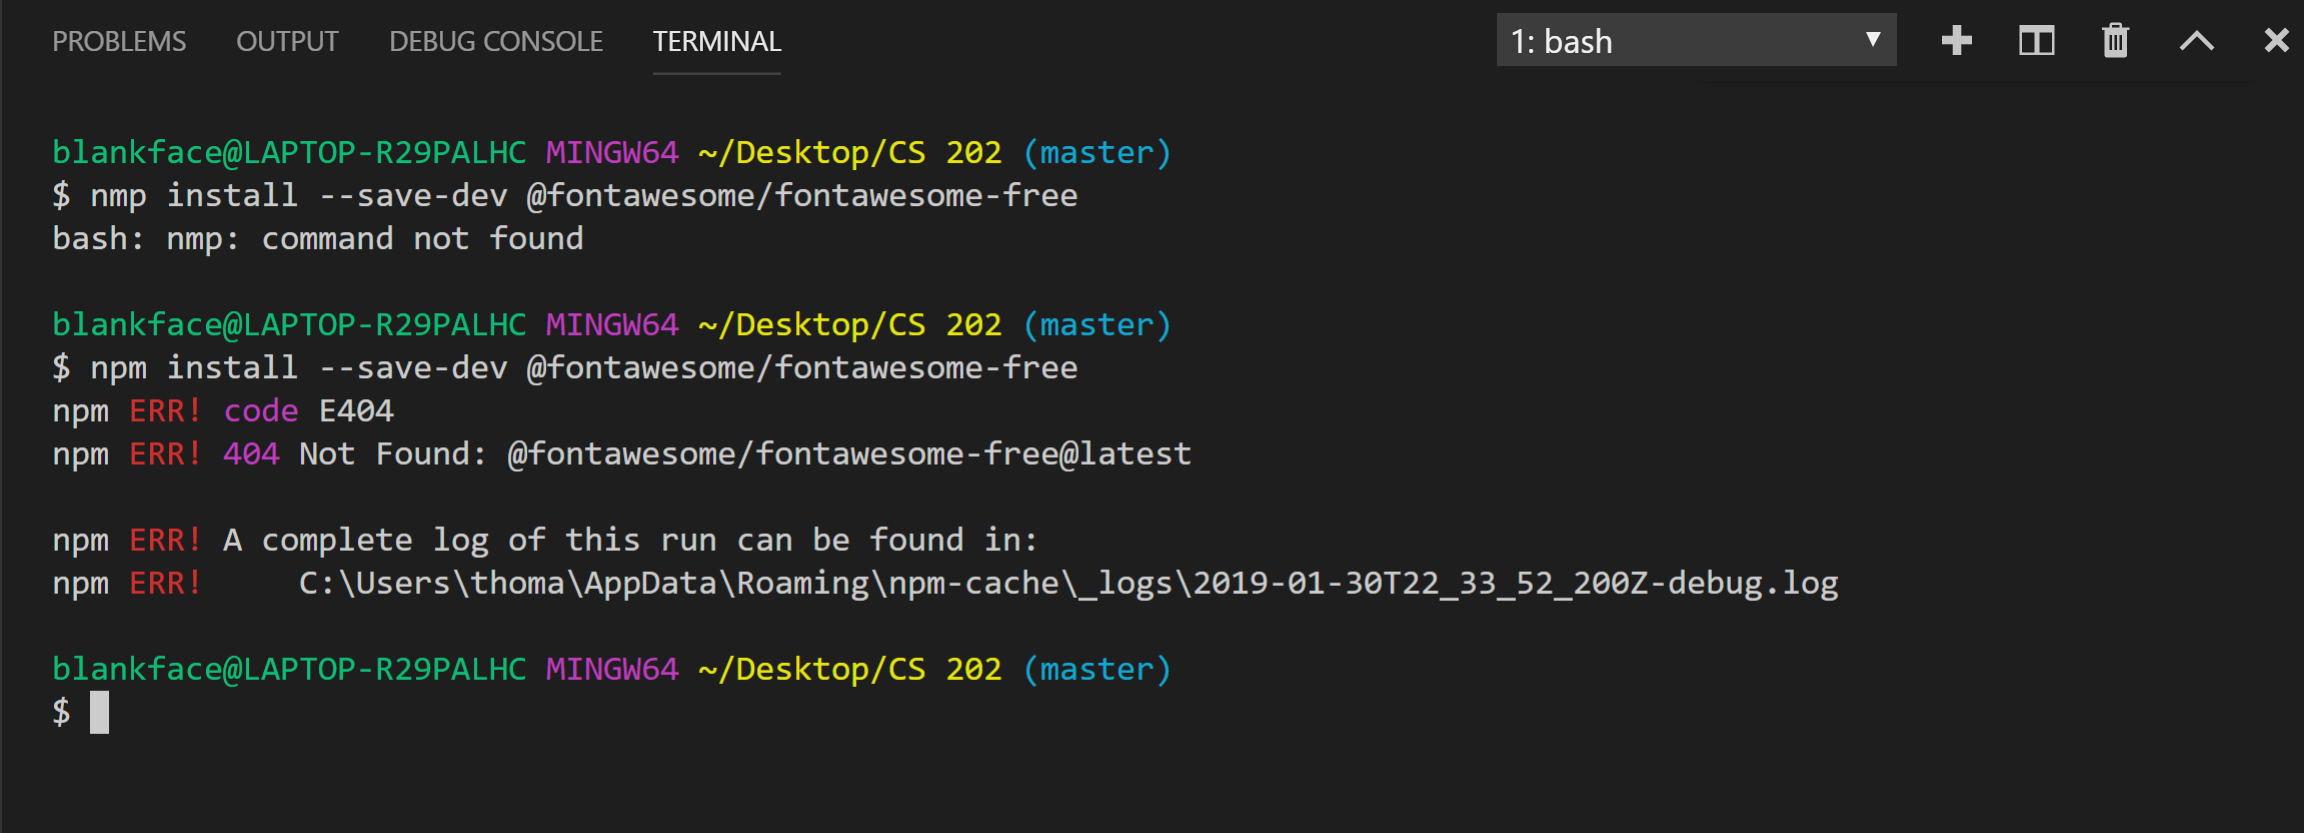 PROBLEMS OUTPUT DEBUG CONSOLE TERMINAL 1: bash
blankface@LAPTOP-R29PALHC MINGW64 ~/Desktop/CS 202 (master)
$ nmp install --save-dev @fontawesome/fontawesome-free
bash: nmp: command not found
blankface@LAPTOP-R29PALHC MINGW64 ~/Desktop/CS 202 (master)
$ npm install --save-dev @fontawesome/fontawesome-free
npm ERR! code E404
npm ERR! 404 Not Found: @fontawesome/fontawesome-free@latest
npm ERR! A complete log of this run can be found in:
npm ERR!     C:\Users\thoma\AppData\Roaming\npm-cache\_logs\2019-01-30T22_33_52_200Z-debug.log
blankface@LAPTOP-R29PALHC MINGW64 ~/Desktop/CS 202 (master)
$